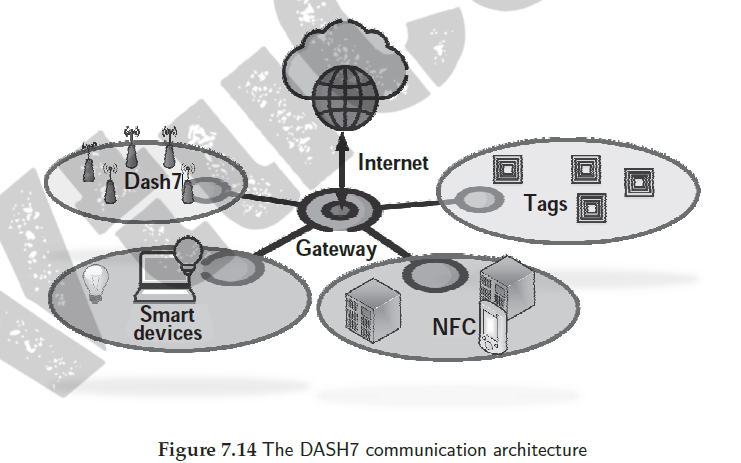 Internet
Dash7
Tags
Gateway
Smart
devices
NFC
Figure 7.14 The DASH7 communication architecture